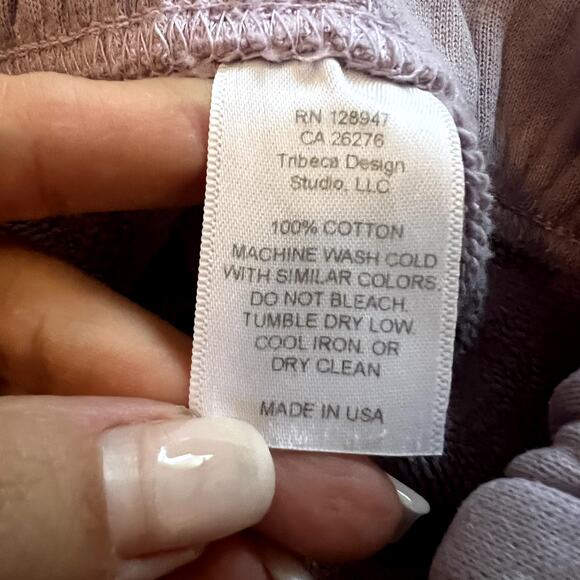 RN 128947
CA 26276
Tribeca Design
Studio, LLC
100% COTTON
MACHINE WASH COLD
WITH SIMILAR COLORS.
DO NOT BLEACH.
TUMBLE DRY LOW.
COOL IRON. OR
DRY CLEAN
MADE IN USA